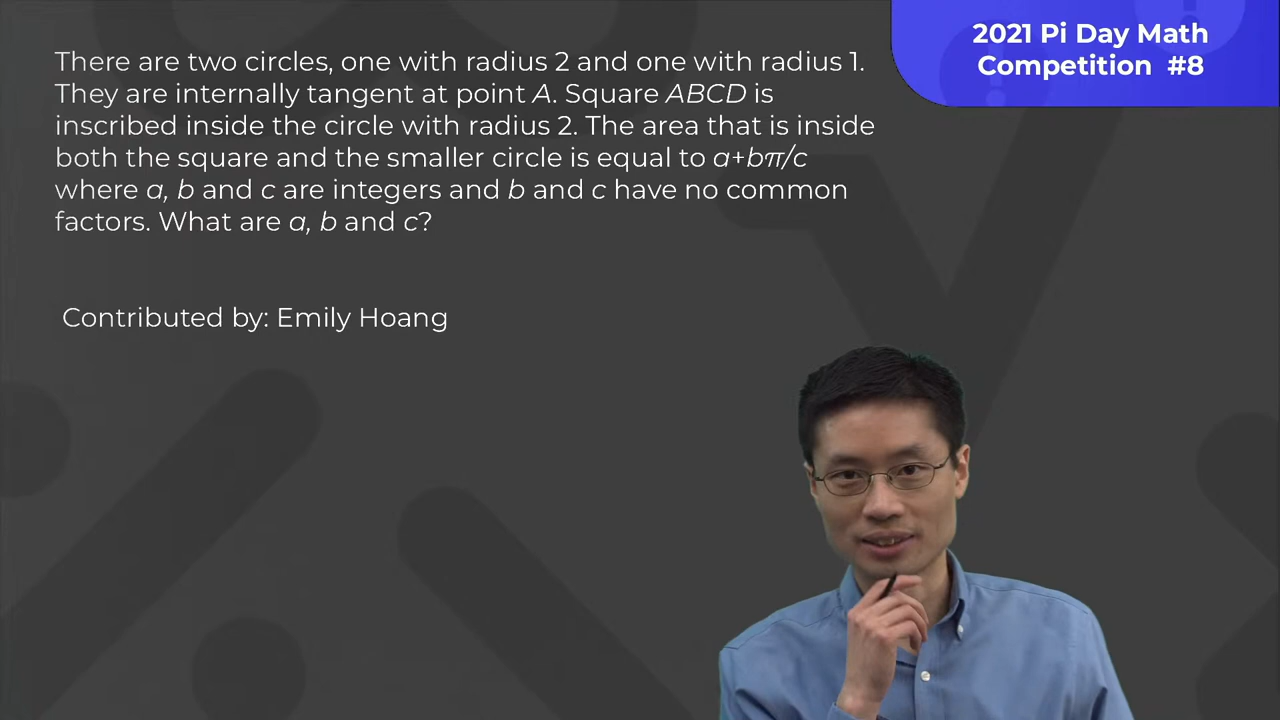 2021 Pi Day Math
Competition #8
There are two circles, one with radius 2 and one with radius 1.
They are internally tangent at point A. Square ABCD is
inscribed inside the circle with radius 2. The area that is inside
both the square and the smaller circle is equal to a+bπ/c
where a, b and c are integers and b and c have no common
factors. What are a, b and c?
Contributed by: Emily Hoang